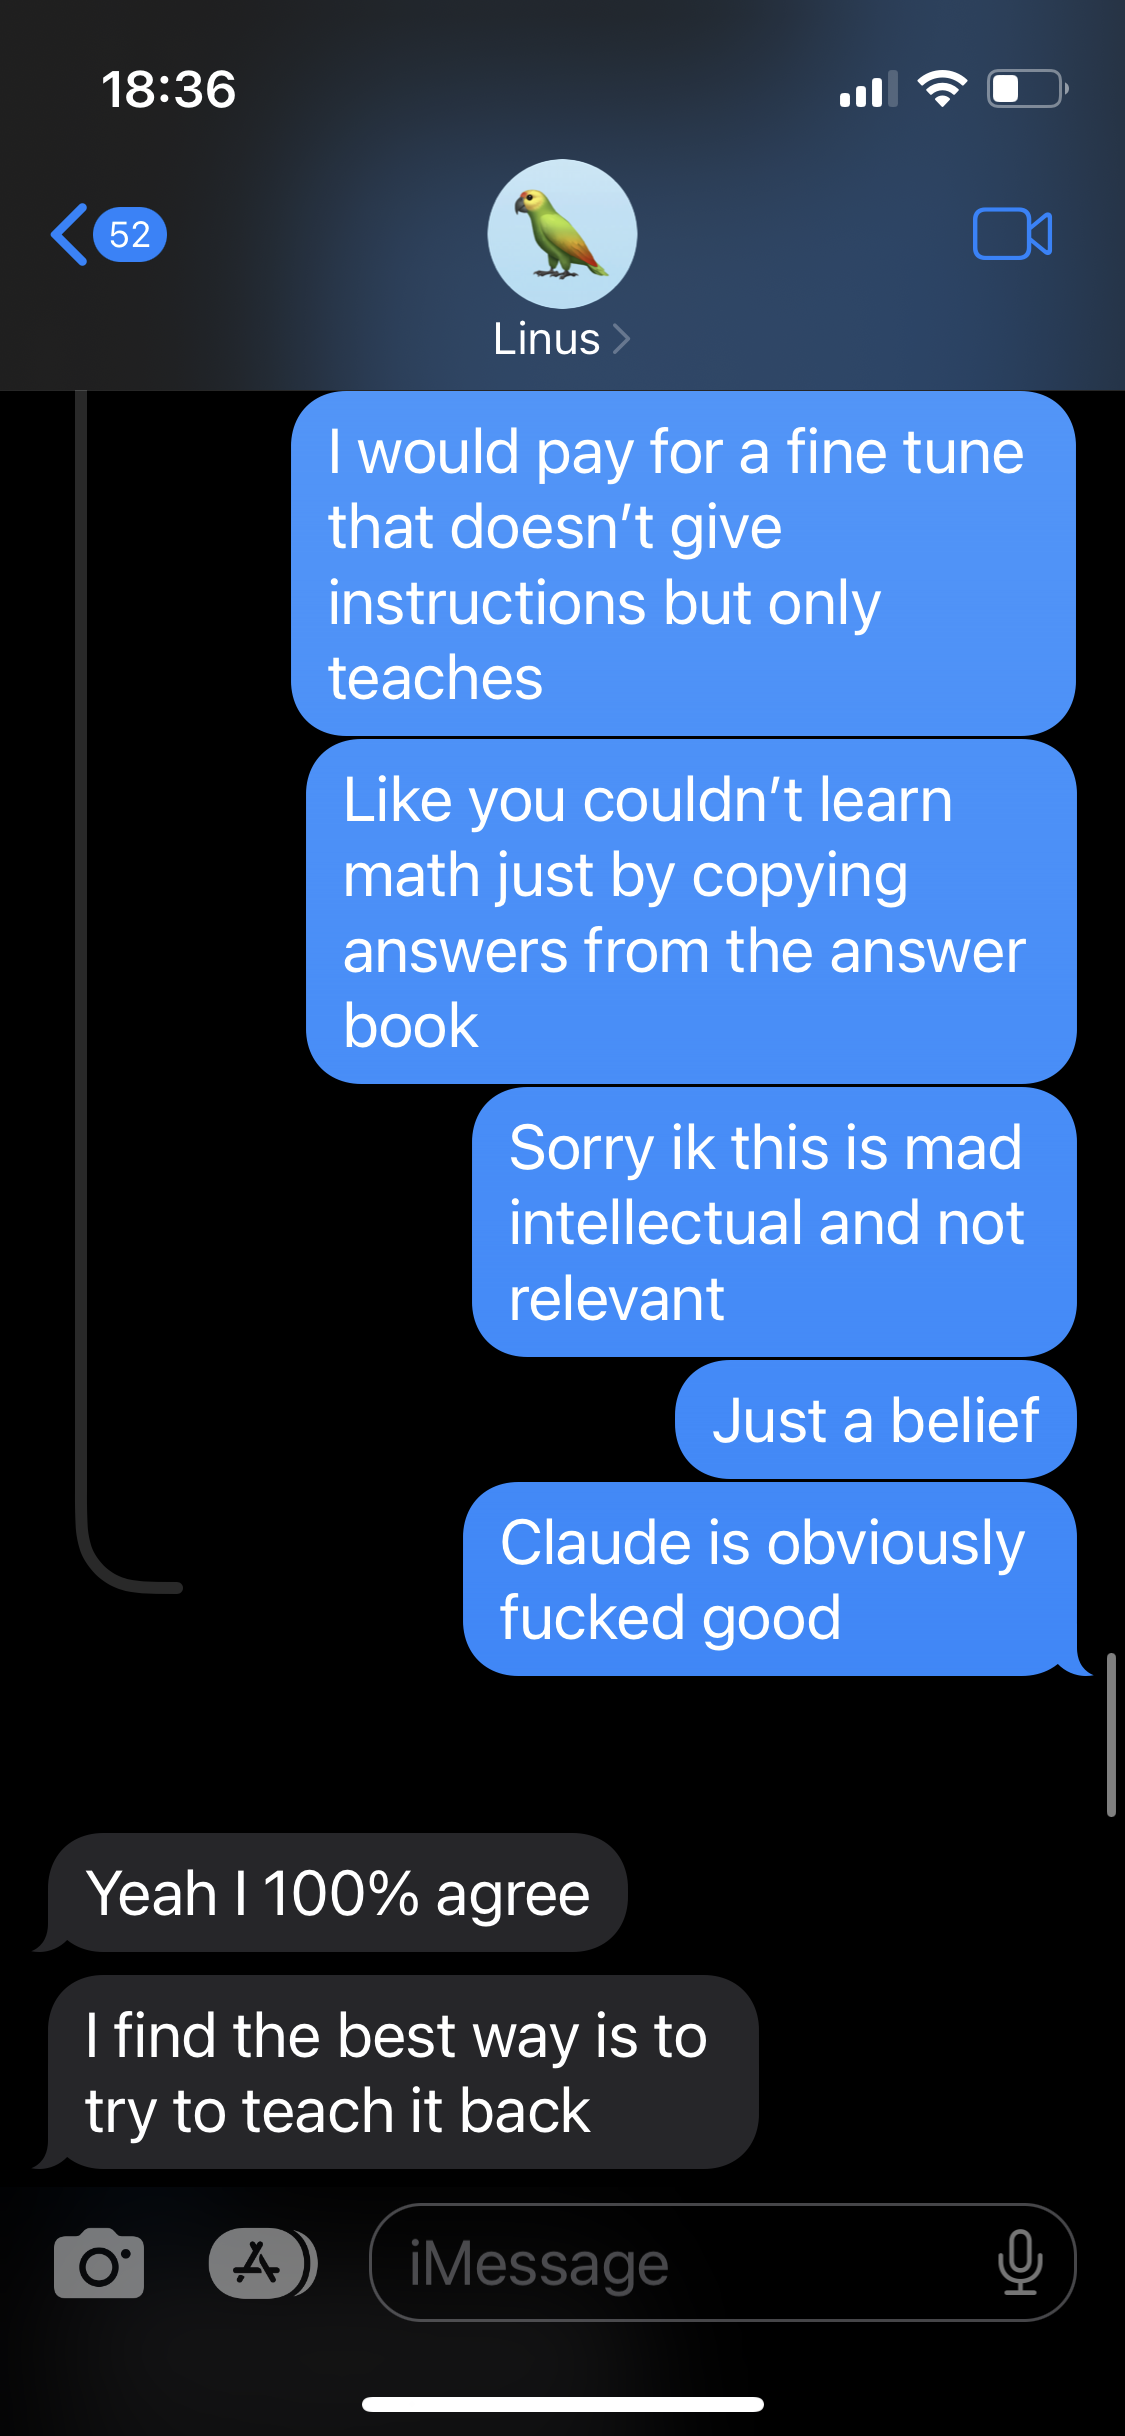 18:36
52
Linus
I would pay for a fine tune
that doesn’t give
instructions but only
teaches
Like you couldn’t learn
math just by copying
answers from the answer
book
Sorry ik this is mad
intellectual and not
relevant
Just a belief
Claude is obviously
fucked good
Yeah I 100% agree
I find the best way is to
try to teach it back
iMessage